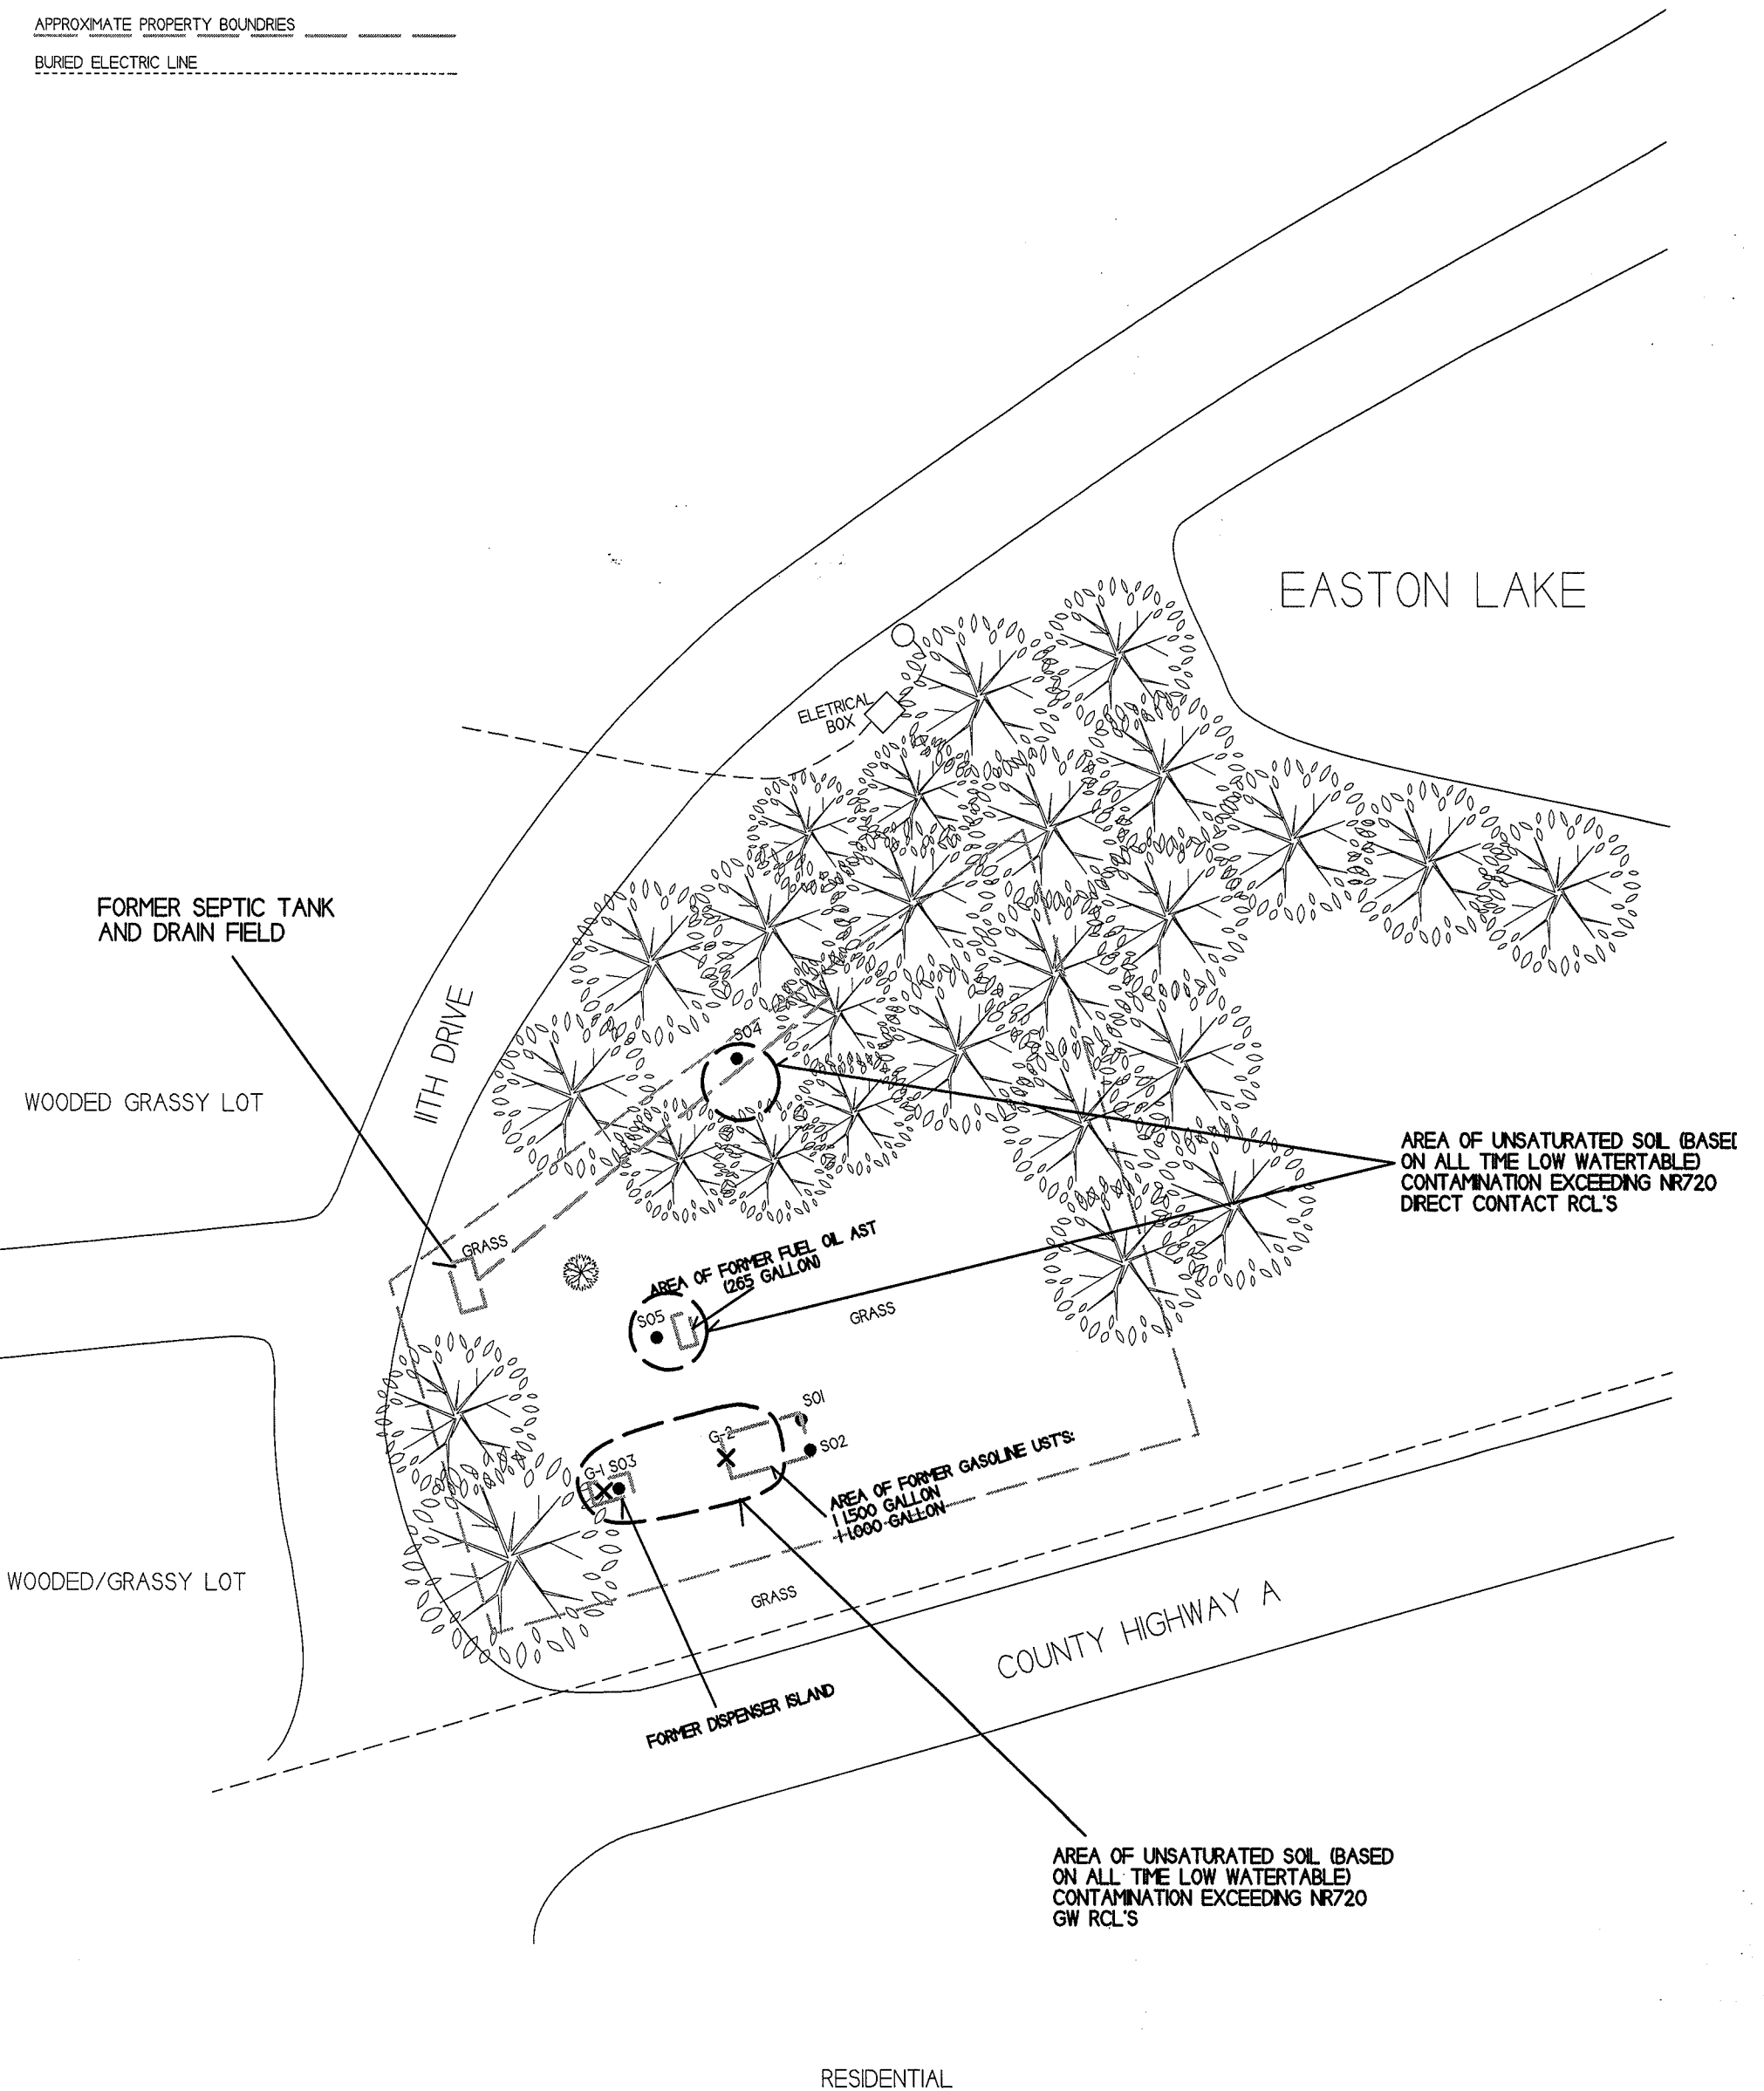 APPROXIMATE PROPERTY BOUNDRIES
BURIED ELECTRIC LINE
EASTON LAKE
ELETRICAL
BOX
FORMER SEPTIC TANK
AND DRAIN FIELD
11TH DRIVE
S04
WOODED GRASSY LOT
AREA OF UNSATURATED SOIL (BASED
ON ALL TIME LOW WATERTABLE)
CONTAMINATION EXCEEDING NR720
DIRECT CONTACT RCL'S
GRASS
AREA OF FORMER FUEL OIL AST
(265 GALLON)
S05
GRASS
S01
G-2
S02
G-1 S03
AREA OF FORMER GASOLINE UST'S:
1 1,500 GALLON
1-1,000 GALLON
WOODED/GRASSY LOT
GRASS
COUNTY HIGHWAY A
FORMER DISPENSER ISLAND
AREA OF UNSATURATED SOIL (BASED
ON ALL TIME LOW WATERTABLE)
CONTAMINATION EXCEEDING NR720
GW RCL'S
RESIDENTIAL